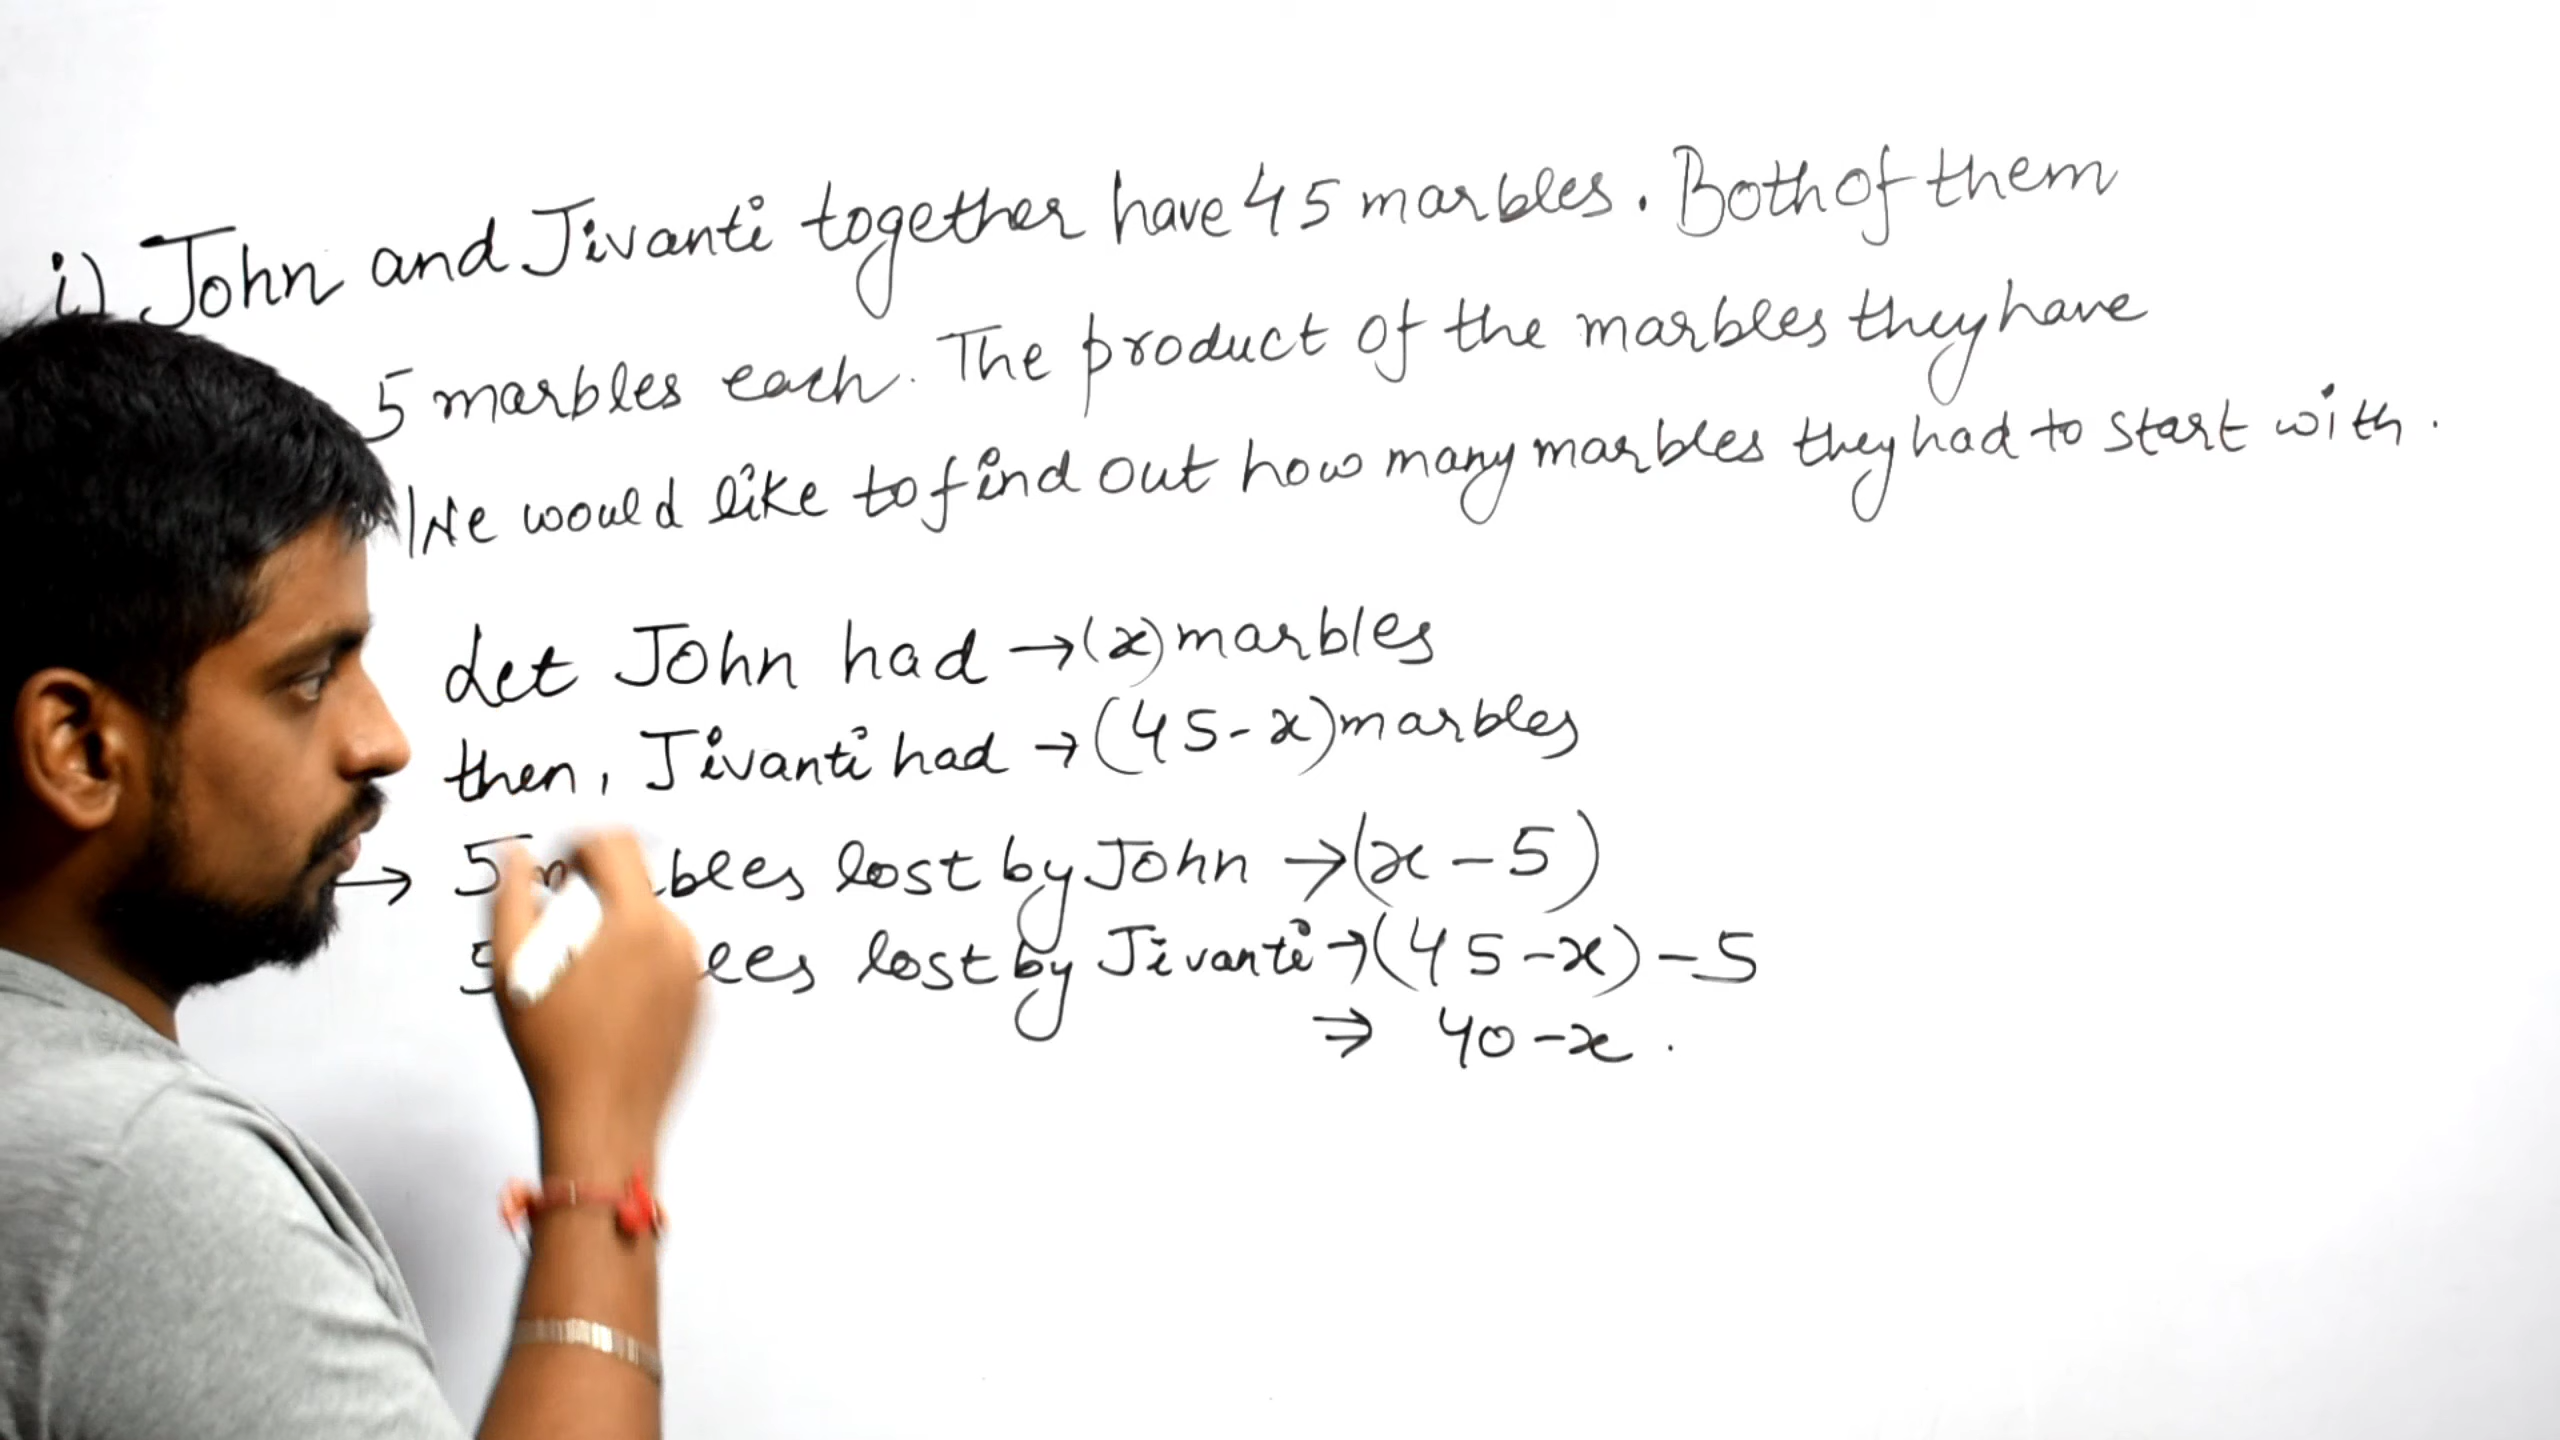 i) John and Jivanti together have 45 marbles. Both of them
5 marbles each. The product of the marbles they have
We would like to find out how many marbles they had to start with.
Let John had → (x) marbles
then, Jivanti had → (45-x) marbles
→ 5 bles lost by John → (x - 5)
5 les lost by Jivanti → (45-x) - 5
⇒ 40-x.